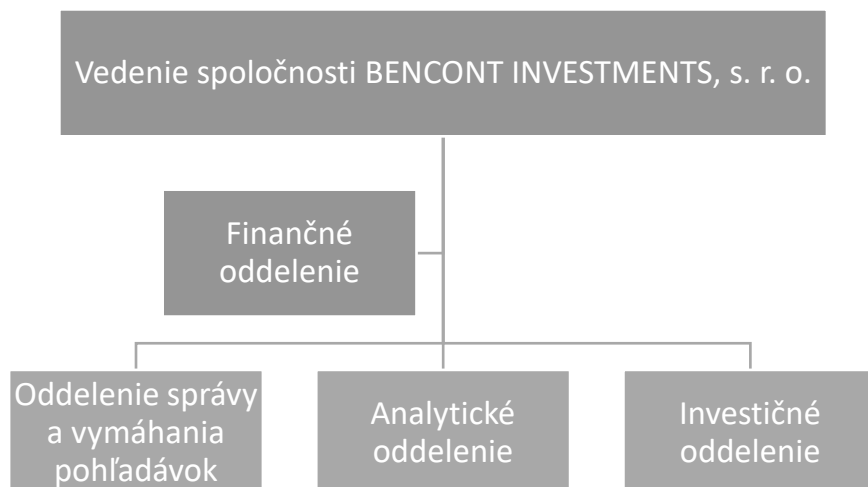 Vedenie spoločnosti BENCONT INVESTMENTS, s. r. o.
Finančné
oddelenie
Oddelenie správy
a vymáhania
pohľadávok
Analytické
oddelenie
Investičné
oddelenie